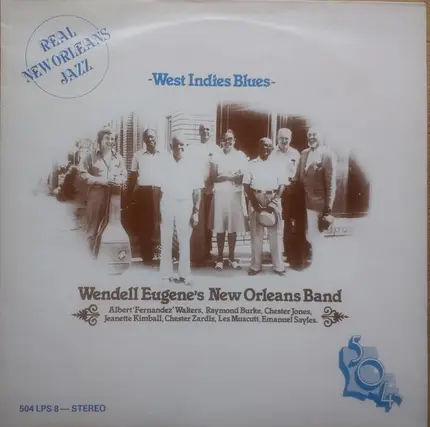 REAL
NEW ORLEANS
JAZZ
-West Indies Blues-
Wendell Eugene's New Orleans Band
Albert 'Fernandez' Walters, Raymond Burke, Chester Jones,
Jeanette Kimball, Chester Zardis, Les Muscutt, Emanuel Sayles.
504
504 LPS 8 — STEREO